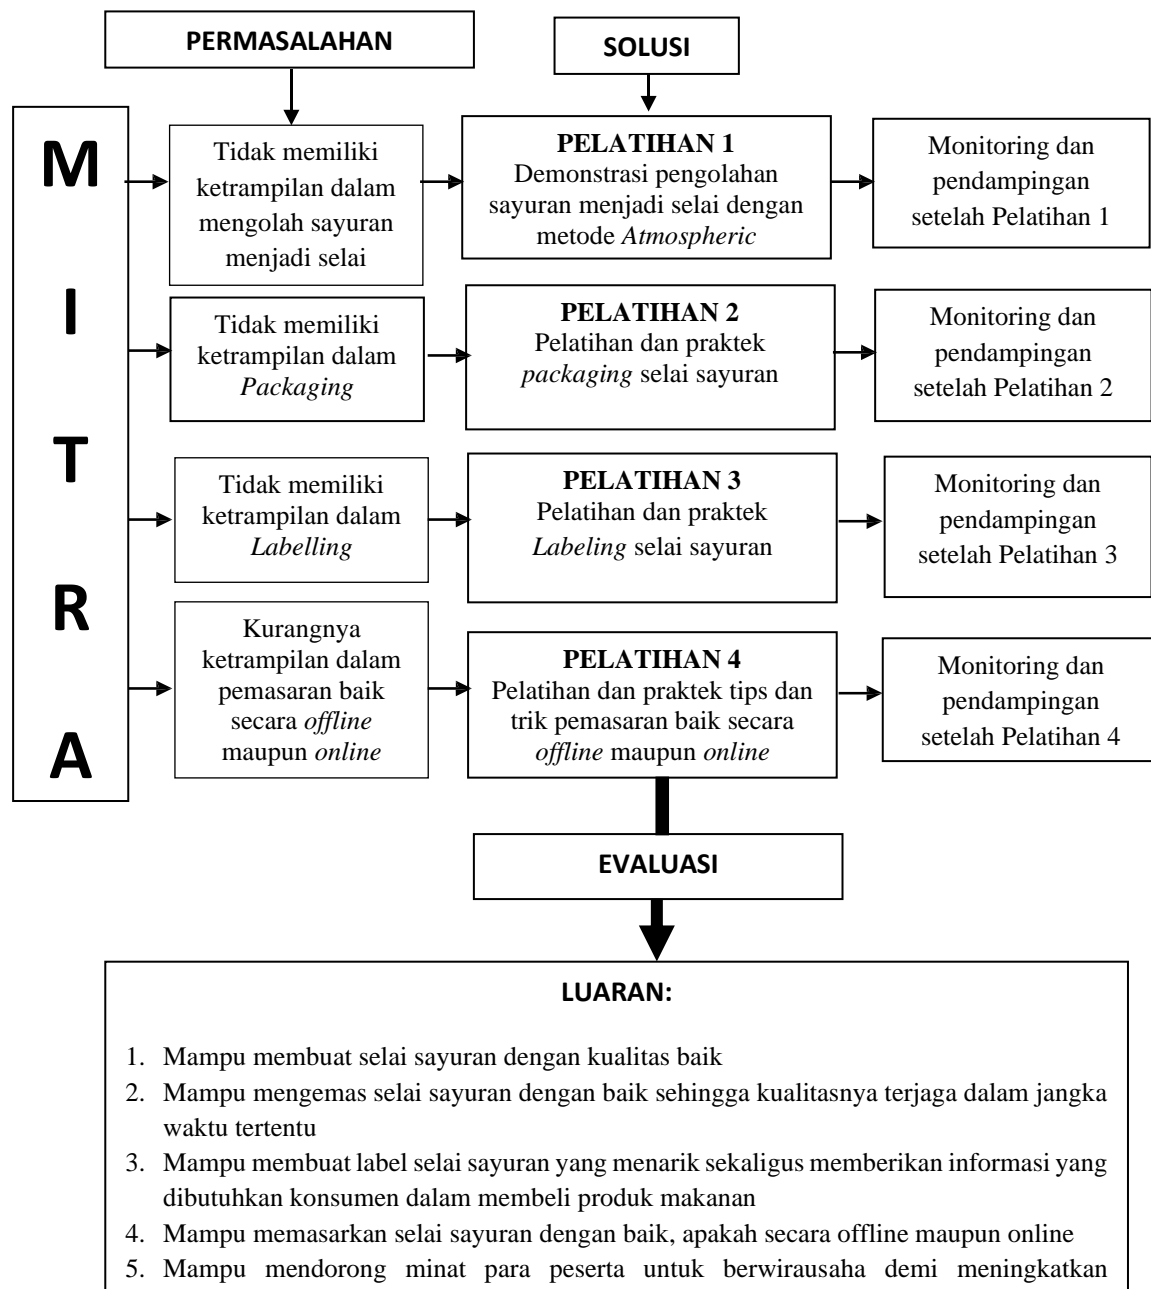 PERMASALAHAN
SOLUSI
M
I
T
R
A
Tidak memiliki
ketrampilan dalam
mengolah sayuran
menjadi selai
PELATIHAN 1
Demonstrasi pengolahan
sayuran menjadi selai dengan
metode Atmospheric
Monitoring dan
pendampingan
setelah Pelatihan 1
Tidak memiliki
ketrampilan dalam
Packaging
PELATIHAN 2
Pelatihan dan praktek
packaging selai sayuran
Monitoring dan
pendampingan
setelah Pelatihan 2
Tidak memiliki
ketrampilan dalam
Labelling
PELATIHAN 3
Pelatihan dan praktek
Labeling selai sayuran
Monitoring dan
pendampingan
setelah Pelatihan 3
Kurangnya
ketrampilan dalam
pemasaran baik
secara offline
maupun online
PELATIHAN 4
Pelatihan dan praktek tips dan
trik pemasaran baik secara
offline maupun online
Monitoring dan
pendampingan
setelah Pelatihan 4
EVALUASI
LUARAN:
1. Mampu membuat selai sayuran dengan kualitas baik
2. Mampu mengemas selai sayuran dengan baik sehingga kualitasnya terjaga dalam jangka
waktu tertentu
3. Mampu membuat label selai sayuran yang menarik sekaligus memberikan informasi yang
dibutuhkan konsumen dalam membeli produk makanan
4. Mampu memasarkan selai sayuran dengan baik, apakah secara offline maupun online
5. Mampu mendorong minat para peserta untuk berwirausaha demi meningkatkan